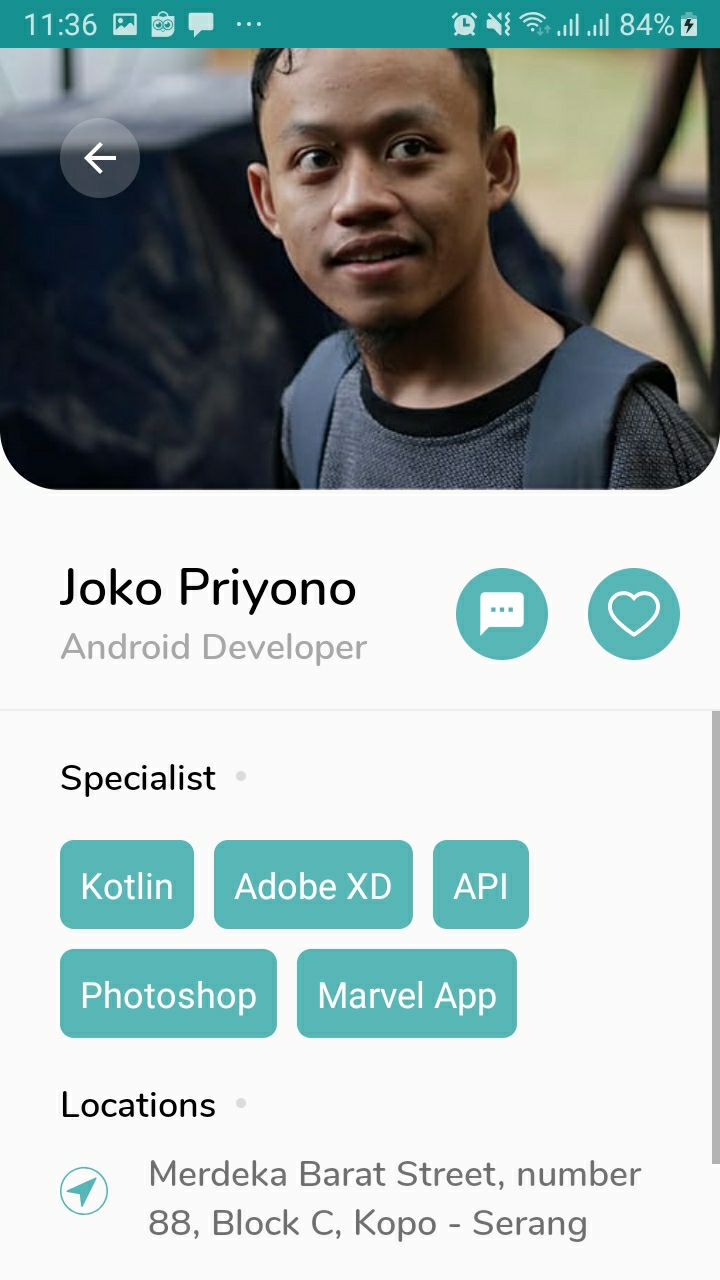 11:36 84%
Joko Priyono
Android Developer
Specialist
Kotlin Adobe XD API
Photoshop Marvel App
Locations
Merdeka Barat Street, number
88, Block C, Kopo - Serang